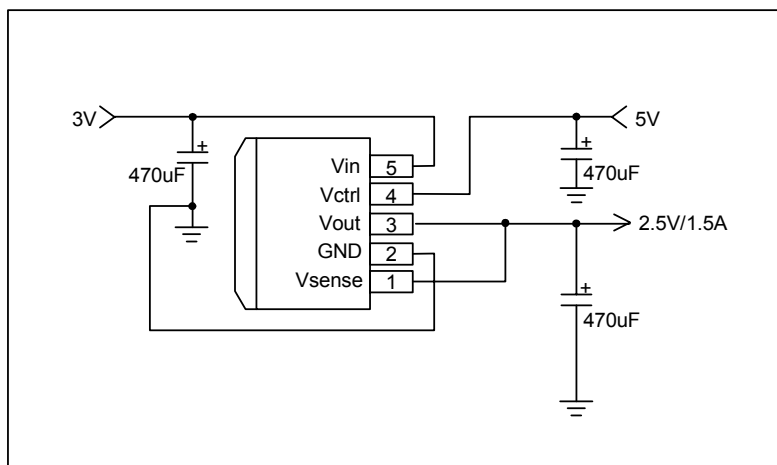 3V
+
470uF
Vin 5
Vctrl 4
Vout 3
GND 2
Vsense 1
5V
+
470uF
2.5V/1.5A
+
470uF